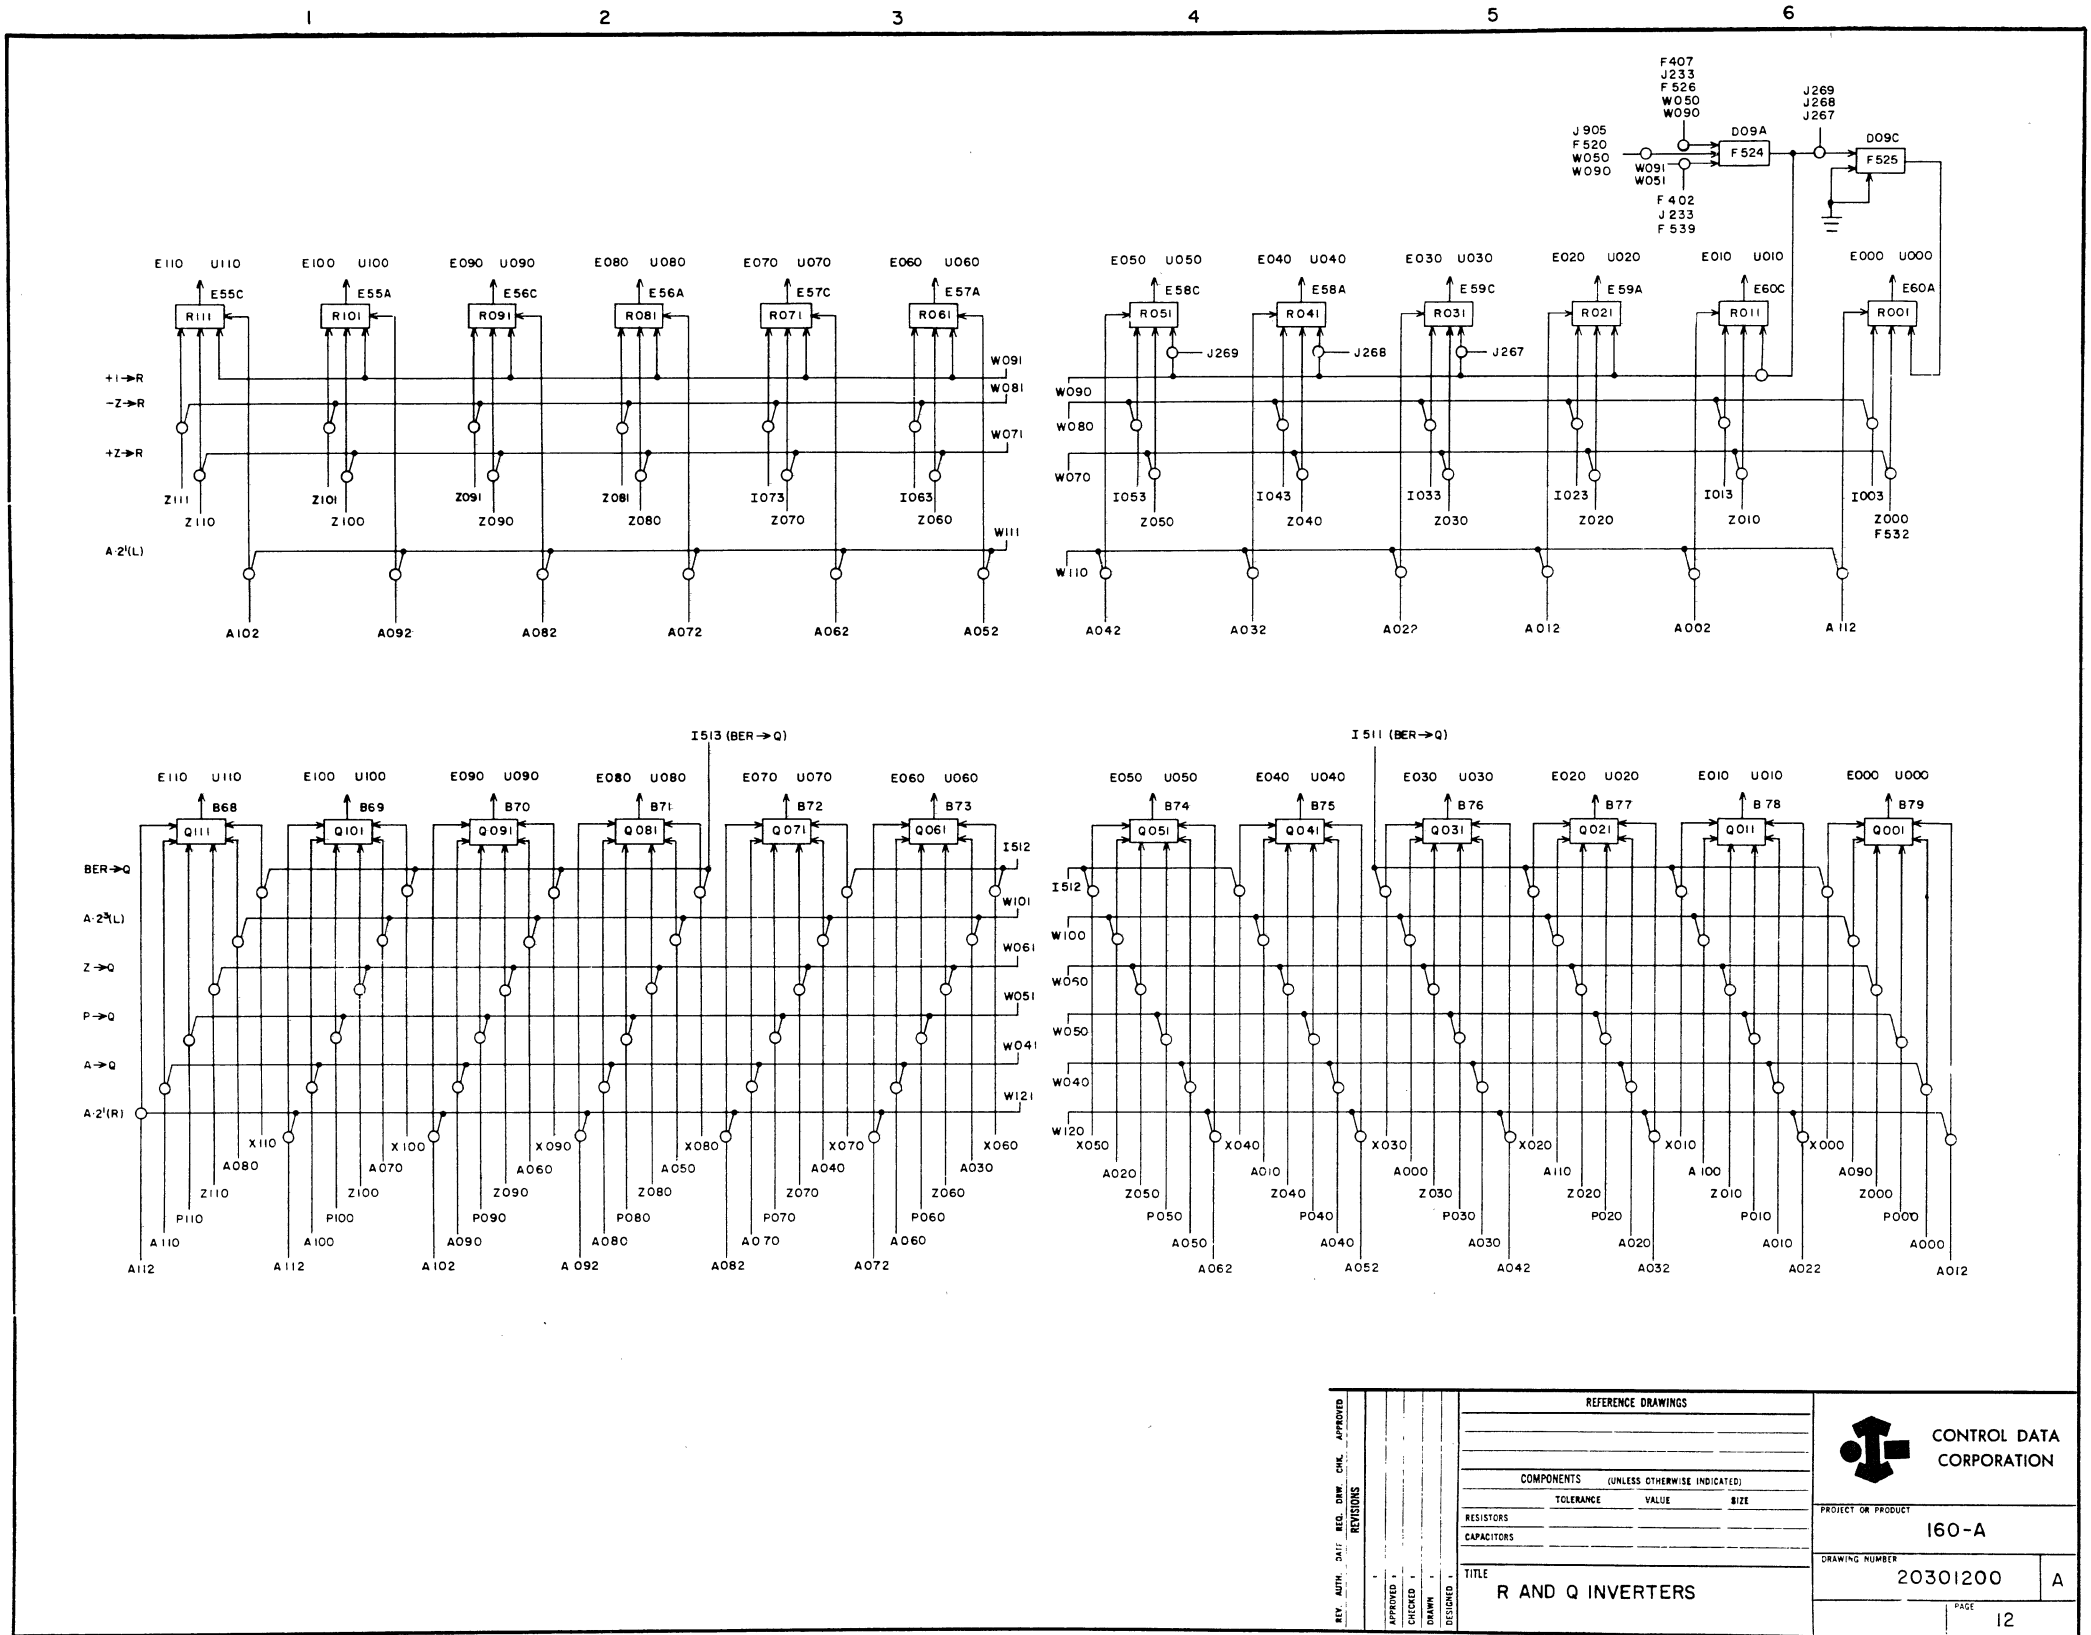 1 2 3 4 5 6
F407
J233
F526
W050
W090
J269
J268
J267
J905
F520
W050
W090
D09A
F524
D09C
F525
W091
W051
F402
J233
F539
E110 U110 E100 U100 E090 U090 E080 U080 E070 U070 E060 U060 E050 U050 E040 U040 E030 U030 E020 U020 E010 U010 E000 U000
E55C E55A E56C E56A E57C E57A E58C E58A E59C E59A E60C E60A
R111 R101 R091 R081 R071 R061 R051 R041 R031 R021 R011 R001
J269 J268 J267
+1→R W091 W090
-Z→R W081 W080
+Z→R W071 W070
Z111 Z101 Z091 Z081 I073 I063 I053 I043 I033 I023 I013 I003
Z110 Z100 Z090 Z080 Z070 Z060 Z050 Z040 Z030 Z020 Z010 Z000
F532
A·2¹(L) W111 W110
A102 A092 A082 A072 A062 A052 A042 A032 A022 A012 A002 A112
I513 (BER→Q) I511 (BER→Q)
E110 U110 E100 U100 E090 U090 E080 U080 E070 U070 E060 U060 E050 U050 E040 U040 E030 U030 E020 U020 E010 U010 E000 U000
B68 B69 B70 B71 B72 B73 B74 B75 B76 B77 B78 B79
Q111 Q101 Q091 Q081 Q071 Q061 Q051 Q041 Q031 Q021 Q011 Q001
BER→Q I512 I512
A·2³(L) W101 W100
Z→Q W061 W060
P→Q W051 W050
A→Q W041 W040
A·2¹(R) W121 W120
X110 X100 X090 X080 X070 X060 X050 X040 X030 X020 X010 X000
A080 A070 A060 A050 A040 A030 A020 A010 A000 A110 A100 A090
Z110 Z100 Z090 Z080 Z070 Z060 Z050 Z040 Z030 Z020 Z010 Z000
P110 P100 P090 P080 P070 P060 P050 P040 P030 P020 P010 P000
A110 A100 A090 A080 A070 A060 A050 A040 A030 A020 A010 A000
A112 A112 A102 A092 A082 A072 A062 A052 A042 A032 A022 A012
REV. AUTH. DATE REQ. DRW. CHK. APPROVED
REVISIONS
APPROVED -
CHECKED -
DRAWN -
DESIGNED -
REFERENCE DRAWINGS
COMPONENTS (UNLESS OTHERWISE INDICATED)
TOLERANCE VALUE SIZE
RESISTORS
CAPACITORS
TITLE
R AND Q INVERTERS
CONTROL DATA
CORPORATION
PROJECT OR PRODUCT
160-A
DRAWING NUMBER
20301200 A
PAGE
12